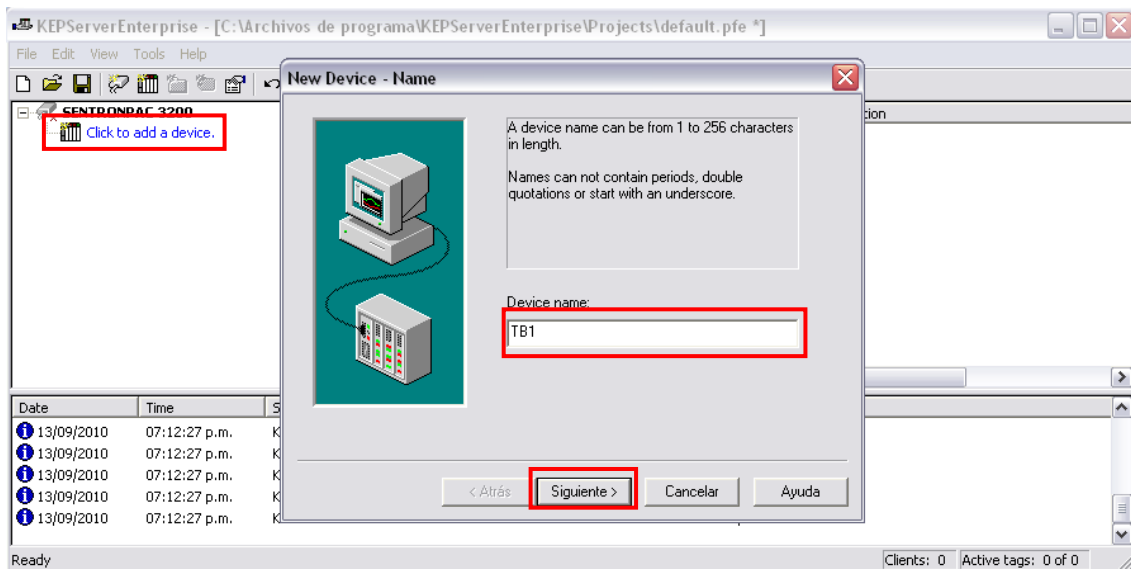 KEPServerEnterprise - [C:\Archivos de programa\KEPServerEnterprise\Projects\default.pfe *]
File Edit View Tools Help
New Device - Name
SENTRONPAC 3200
Click to add a device.
A device name can be from 1 to 256 characters
in length.
Names can not contain periods, double
quotations or start with an underscore.
Device name:
TB1
< Atrás Siguiente > Cancelar Ayuda
Date Time
13/09/2010 07:12:27 p.m.
13/09/2010 07:12:27 p.m.
13/09/2010 07:12:27 p.m.
13/09/2010 07:12:27 p.m.
13/09/2010 07:12:27 p.m.
Ready Clients: 0 Active tags: 0 of 0